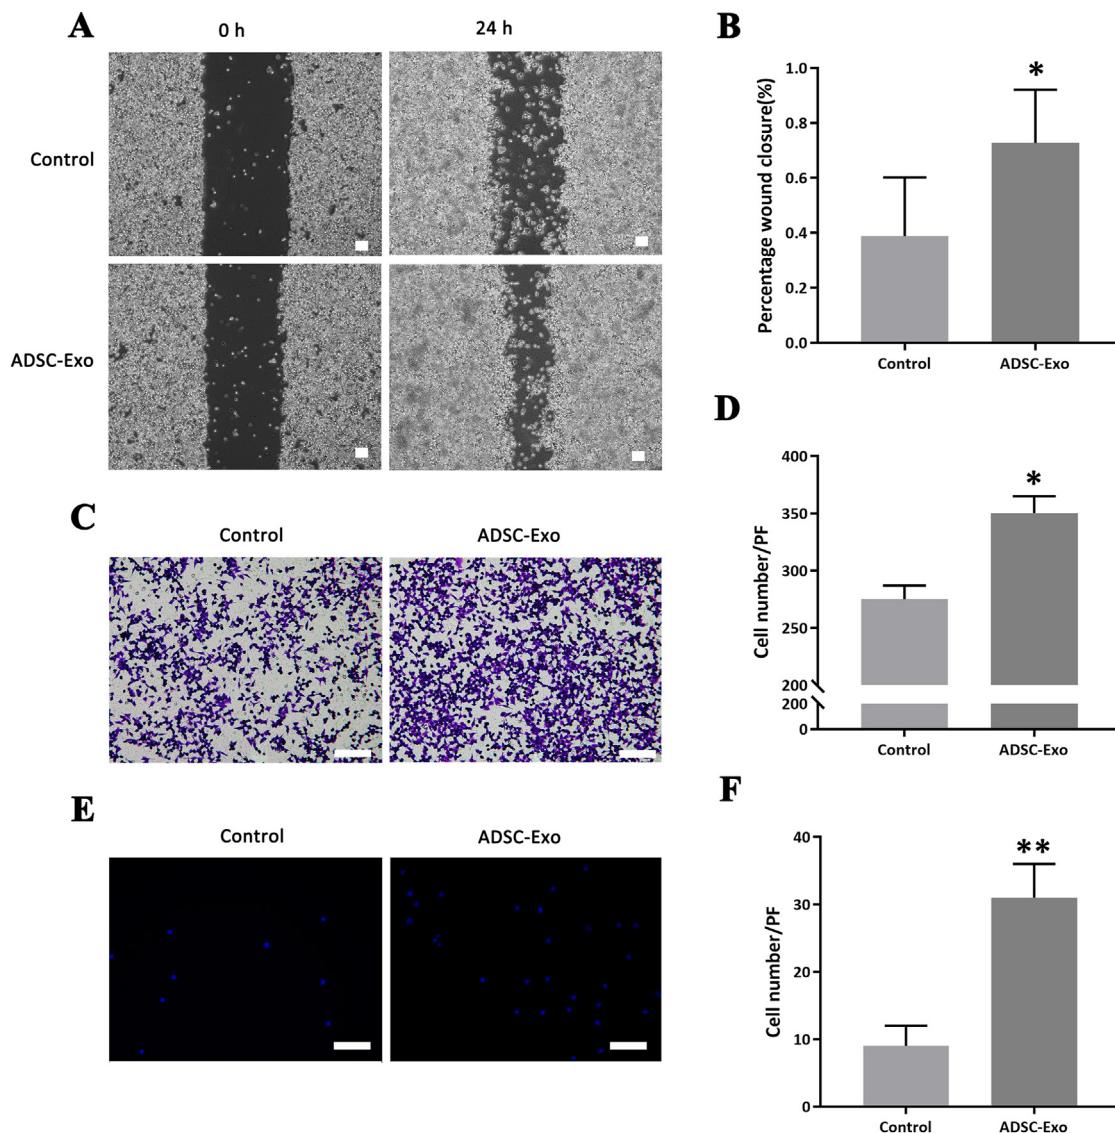 A
0 h
24 h
Control
ADSC-Exo
B
Percentage wound closure(%)
1.0
0.8
0.6
0.4
0.2
0.0
*
Control
ADSC-Exo
C
Control
ADSC-Exo
D
Cell number/PF
400
350
300
250
200
200
0
*
Control
ADSC-Exo
E
Control
ADSC-Exo
F
Cell number/PF
40
30
20
10
0
**
Control
ADSC-Exo